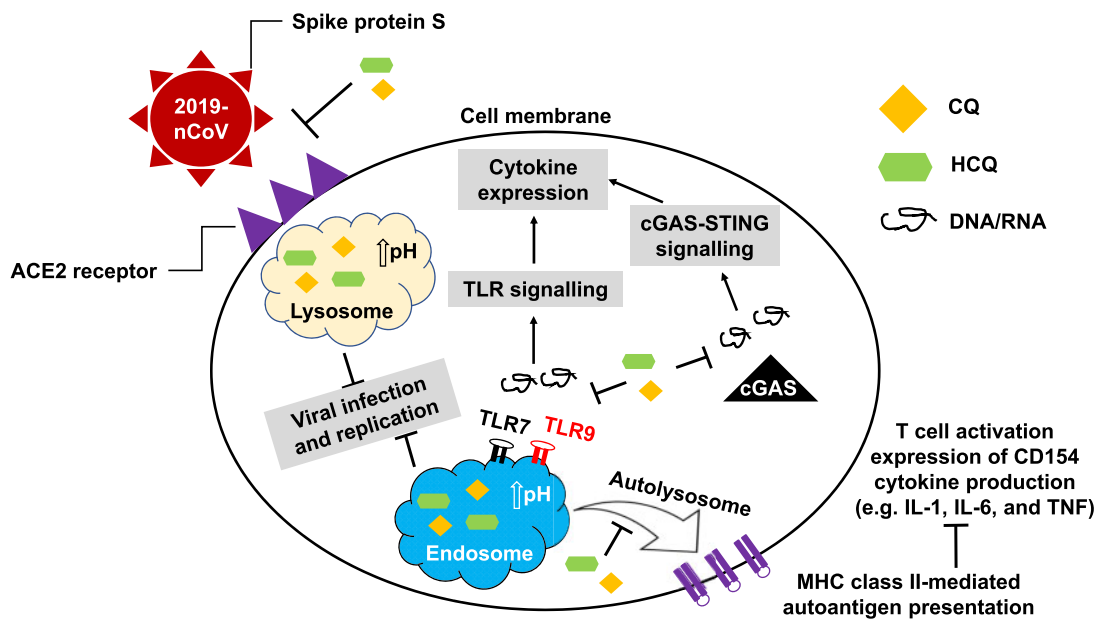 Spike protein S
2019-
nCoV
Cell membrane
CQ
HCQ
DNA/RNA
Cytokine
expression
cGAS-STING
signalling
ACE2 receptor
pH
Lysosome
TLR signalling
cGAS
Viral infection
and replication
TLR7
TLR9
pH
Endosome
Autolysosome
T cell activation
expression of CD154
cytokine production
(e.g. IL-1, IL-6, and TNF)
MHC class II-mediated
autoantigen presentation